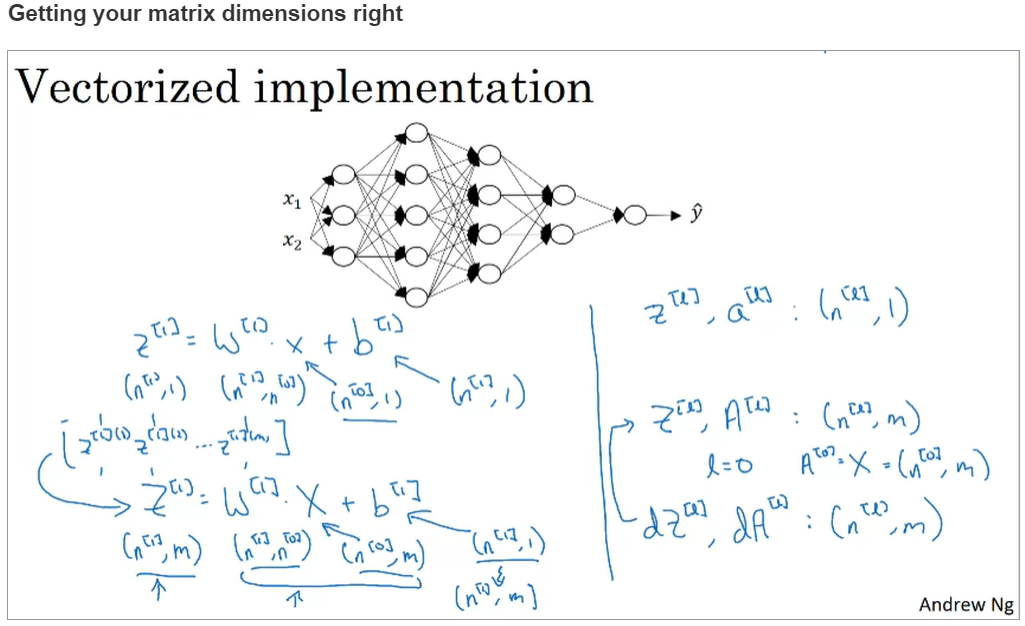 Getting your matrix dimensions right
Vectorized implementation
x₁
x₂
ŷ
z^[1] = W^[1] · x + b^[1]
(n^[1],1) (n^[1],n^[0]) (n^[0],1) (n^[1],1)
[z^[1](1) z^[1](2) ... z^[1](m)]
Z^[1] = W^[1] · X + b^[1]
(n^[1],m) (n^[1],n^[0]) (n^[0],m) (n^[1],1)
(n^[1],m)
z^[l], a^[l] : (n^[l],1)
Z^[l], A^[l] : (n^[l],m)
l=0 A^[0] = X = (n^[0],m)
dZ^[l], dA^[l] : (n^[l],m)
Andrew Ng